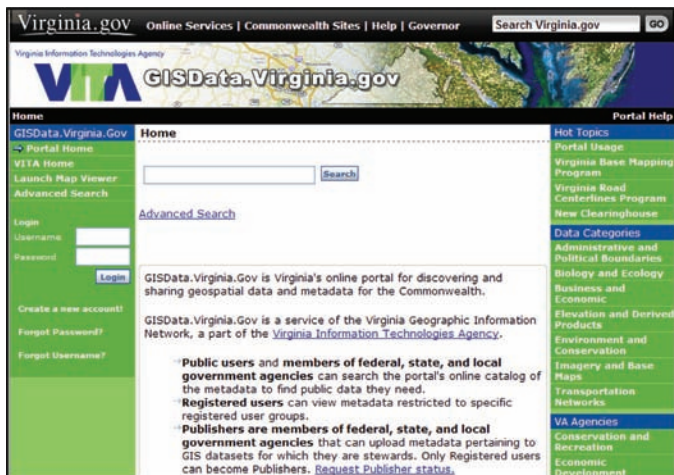 Virginia.gov Online Services | Commonwealth Sites | Help | Governor Search Virginia.gov GO
Virginia Information Technologies Agency
VITA
GISData.Virginia.gov
Home Portal Help
GISData.Virginia.Gov
Portal Home
VITA Home
Launch Map Viewer
Advanced Search
Login
Username
Password
Login
Create a new account!
Forgot Password?
Forgot Username?
Home
Search
Advanced Search
GISData.Virginia.Gov is Virginia's online portal for discovering and
sharing geospatial data and metadata for the Commonwealth.
GISData.Virginia.Gov is a service of the Virginia Geographic Information
Network, a part of the Virginia Information Technologies Agency.
Public users and members of federal, state, and local
government agencies can search the portal's online catalog of
the metadata to find public data they need.
Registered users can view metadata restricted to specific
registered user groups.
Publishers are members of federal, state, and local
government agencies that can upload metadata pertaining to
GIS datasets for which they are stewards. Only Registered users
can become Publishers. Request Publisher status.
Hot Topics
Portal Usage
Virginia Base Mapping
Program
Virginia Road
Centerlines Program
New Clearinghouse
Data Categories
Administrative and
Political Boundaries
Biology and Ecology
Business and
Economic
Elevation and Derived
Products
Environment and
Conservation
Imagery and Base
Maps
Transportation
Networks
VA Agencies
Conservation and
Recreation
Economic
Development